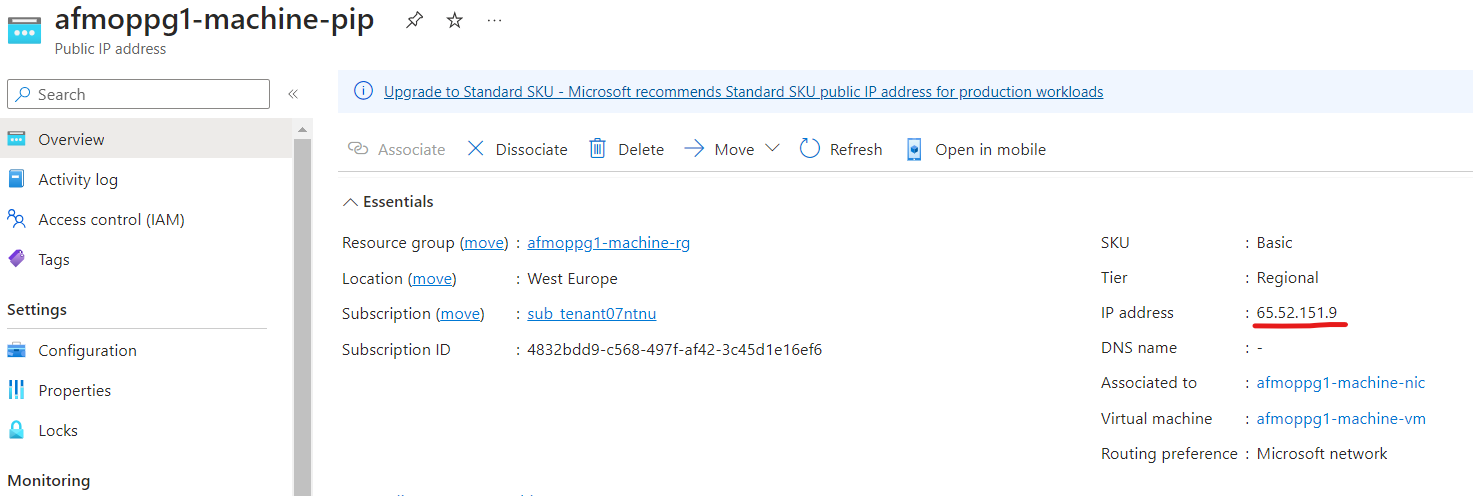 afmoppg1-machine-pip
Public IP address
Search
Overview
Activity log
Access control (IAM)
Tags
Settings
Configuration
Properties
Locks
Monitoring
Upgrade to Standard SKU - Microsoft recommends Standard SKU public IP address for production workloads
Associate Dissociate Delete Move Refresh Open in mobile
Essentials
Resource group (move) : afmoppg1-machine-rg
Location (move) : West Europe
Subscription (move) : sub_tenant07ntnu
Subscription ID : 4832bdd9-c568-497f-af42-3c45d1e16ef6
SKU : Basic
Tier : Regional
IP address : 65.52.151.9
DNS name : -
Associated to : afmoppg1-machine-nic
Virtual machine : afmoppg1-machine-vm
Routing preference : Microsoft network